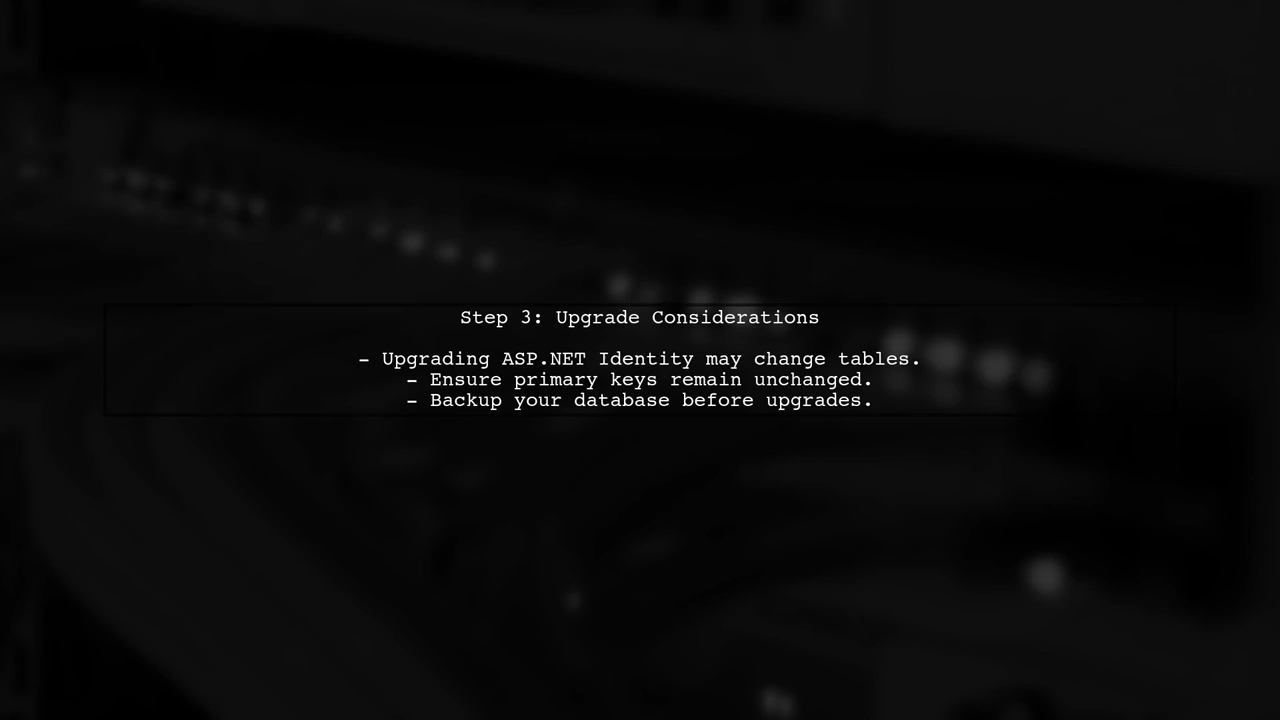 Step 3: Upgrade Considerations
- Upgrading ASP.NET Identity may change tables.
- Ensure primary keys remain unchanged.
- Backup your database before upgrades.